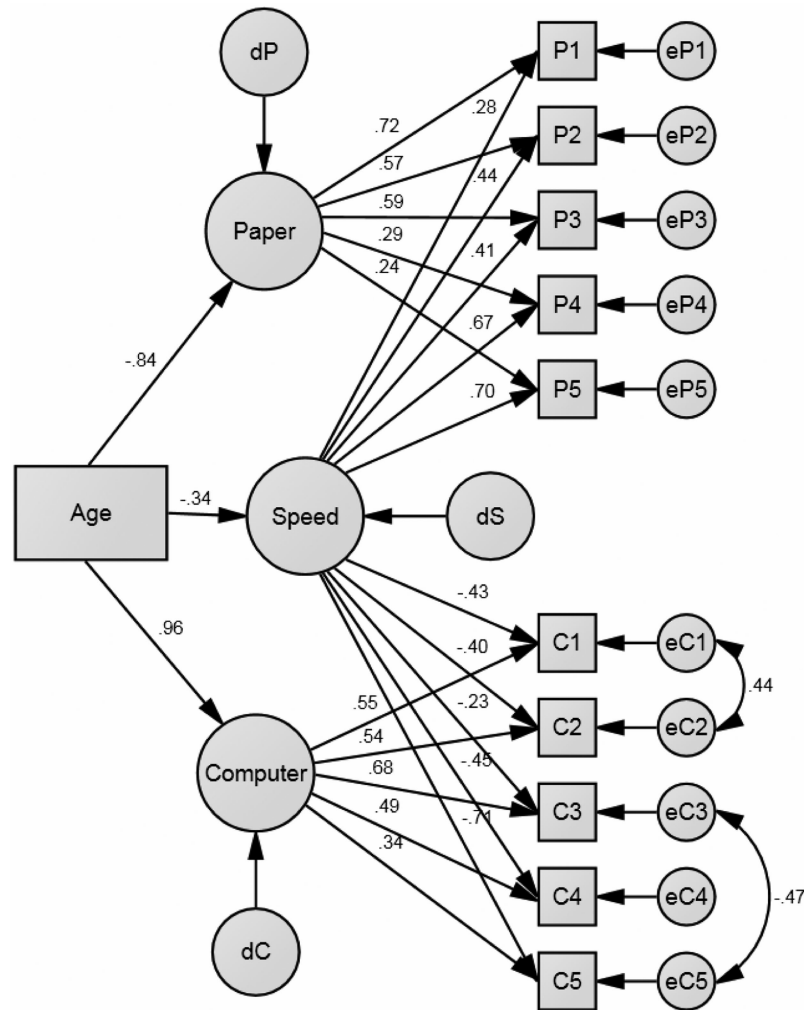 dP
P1
eP1
.72
.28
P2
eP2
.57
.44
Paper
.59
P3
eP3
.29
.41
.24
P4
eP4
.67
-.84
P5
eP5
.70
Age
-.34
Speed
dS
-.43
.96
C1
eC1
-.40
.55
-.23
.44
.54
C2
eC2
Computer
.68
-.45
C3
eC3
.49
-.71
.34
C4
eC4
-.47
dC
C5
eC5